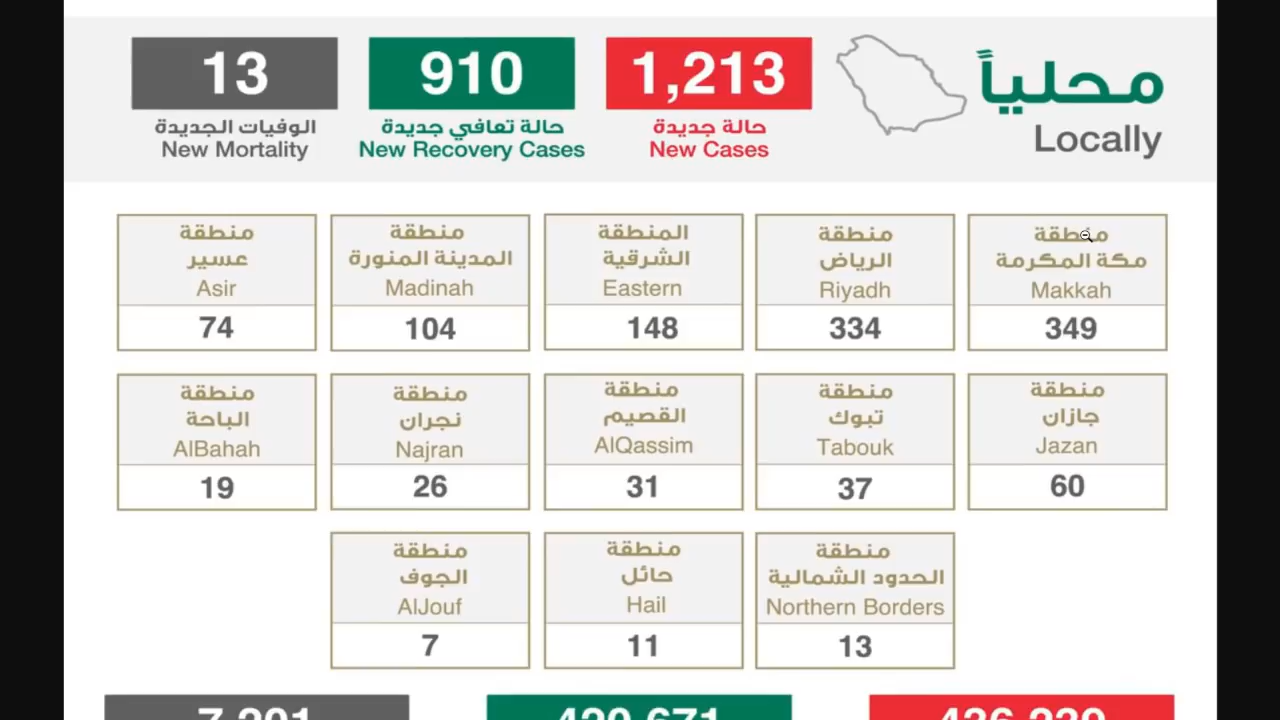 محلياً
Locally
1,213
حالة جديدة
New Cases
910
حالة تعافي جديدة
New Recovery Cases
13
الوفيات الجديدة
New Mortality
منطقة
مكة المكرمة
Makkah
349
منطقة
الرياض
Riyadh
334
المنطقة
الشرقية
Eastern
148
منطقة
المدينة المنورة
Madinah
104
منطقة
عسير
Asir
74
منطقة
جازان
Jazan
60
منطقة
تبوك
Tabouk
37
منطقة
القصيم
AlQassim
31
منطقة
نجران
Najran
26
منطقة
الباحة
AlBahah
19
منطقة
الحدود الشمالية
Northern Borders
13
منطقة
حائل
Hail
11
منطقة
الجوف
AlJouf
7